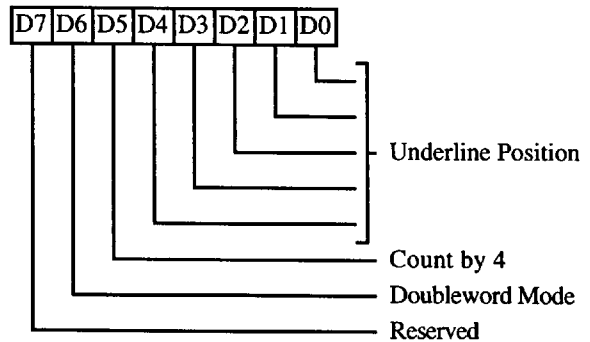 D7 D6 D5 D4 D3 D2 D1 D0
Underline Position
Count by 4
Doubleword Mode
Reserved